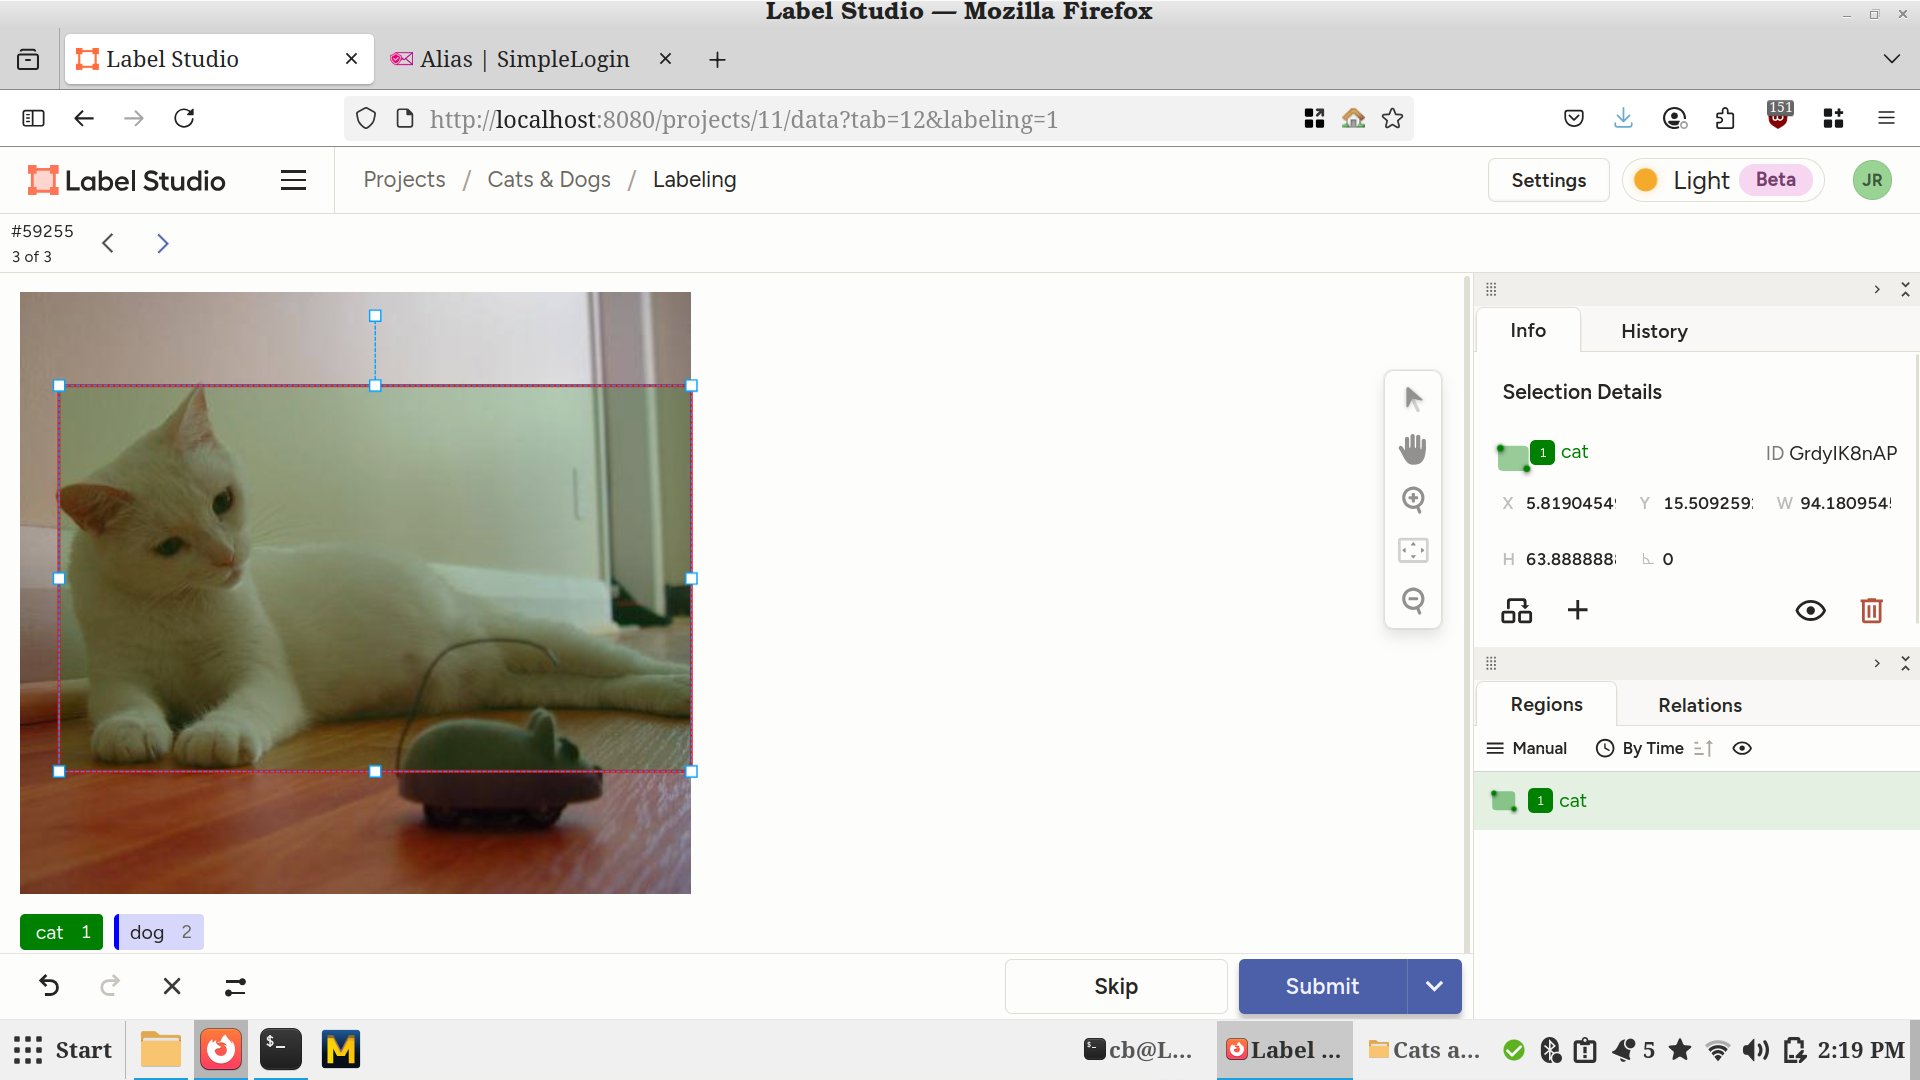 Label Studio — Mozilla Firefox
Label Studio
Alias | SimpleLogin
http://localhost:8080/projects/11/data?tab=12&labeling=1
151
Label Studio
Projects / Cats & Dogs / Labeling
Settings
Light Beta
JR
#59255
3 of 3
Info
History
Selection Details
1 cat
ID GrdyIK8nAP
X 5.8190454
Y 15.509259
W 94.180954
H 63.888888
0
Regions
Relations
Manual
By Time
1 cat
cat 1
dog 2
Skip
Submit
Start
cb@L...
Label ...
Cats a...
5
2:19 PM